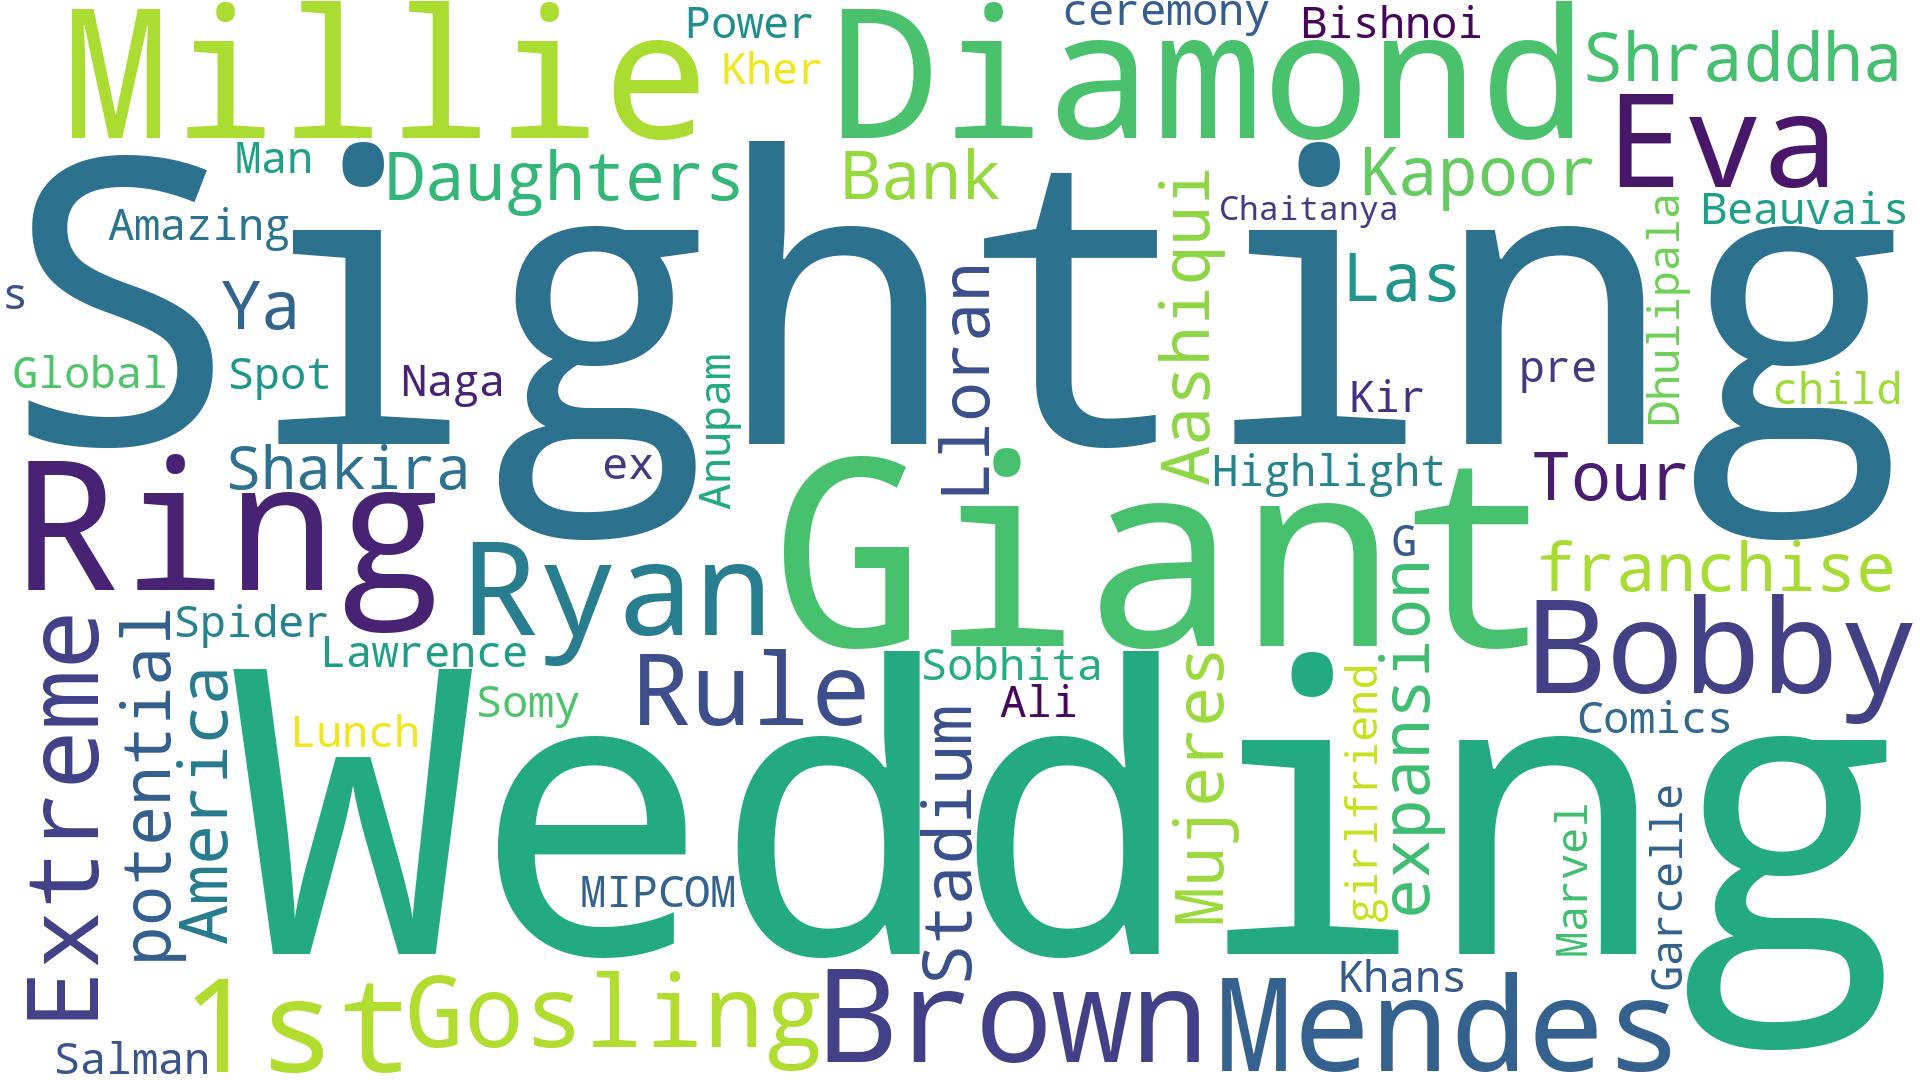 Millie
Power
Kher
Diamond
ceremony
Bishnoi
Shraddha
Eva
Man
Daughters
Bank
Kapoor
Amazing
Sighting
Aashiqui
Chaitanya
Beauvais
Dhulipala
s
Ya
Lloran
Las
Global
Spot
Naga
Anupam
Kir
pre
child
Shakira
ex
Highlight
Tour
Ring
Ryan
Giant
G
franchise
Extreme
potential
Spider
Lawrence
America
Rule
Sobhita
Ali
Mujeres
girlfriend
expansion
Bobby
Somy
Lunch
Wedding
Stadium
Comics
MIPCOM
Marvel
Garcelle
Khans
1st
Gosling
Brown
Mendes
Salman